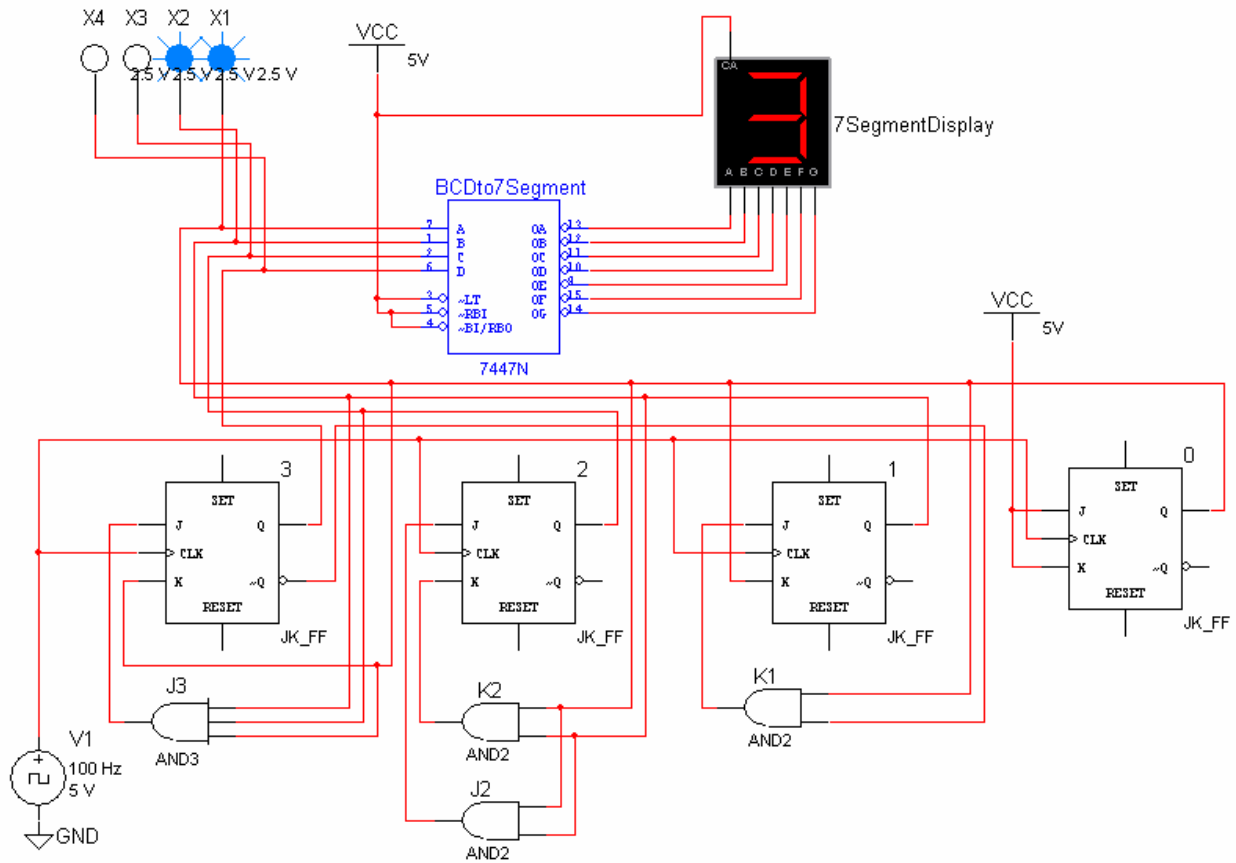 X4 X3 X2 X1
2.5 V 2.5 V 2.5 V 2.5 V
VCC
5V
CA
7SegmentDisplay
A B C D E F G
BCDto7Segment
7 A OA 13
1 B OB 12
2 C OC 11
6 D OD 10
OE 9
3 ~LT OF 15
5 ~RBI OG 14
4 ~BI/RBO
7447N
VCC
5V
3
SET
J Q
CLK
K ~Q
RESET
JK_FF
2
SET
J Q
CLK
K ~Q
RESET
JK_FF
1
SET
J Q
CLK
K ~Q
RESET
JK_FF
0
SET
J Q
CLK
K ~Q
RESET
JK_FF
J3
AND3
K2
AND2
J2
AND2
K1
AND2
V1
100 Hz
5 V
GND
3